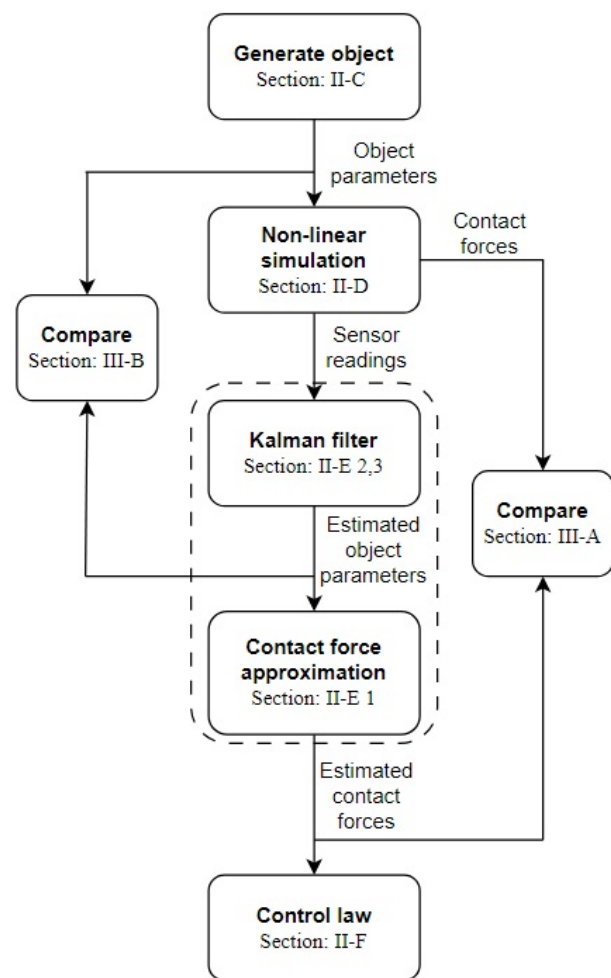 Generate object
Section: II-C
Object
parameters
Non-linear
simulation
Section: II-D
Contact
forces
Compare
Section: III-B
Sensor
readings
Kalman filter
Section: II-E 2,3
Compare
Section: III-A
Estimated
object
parameters
Contact force
approximation
Section: II-E 1
Estimated
contact
forces
Control law
Section: II-F